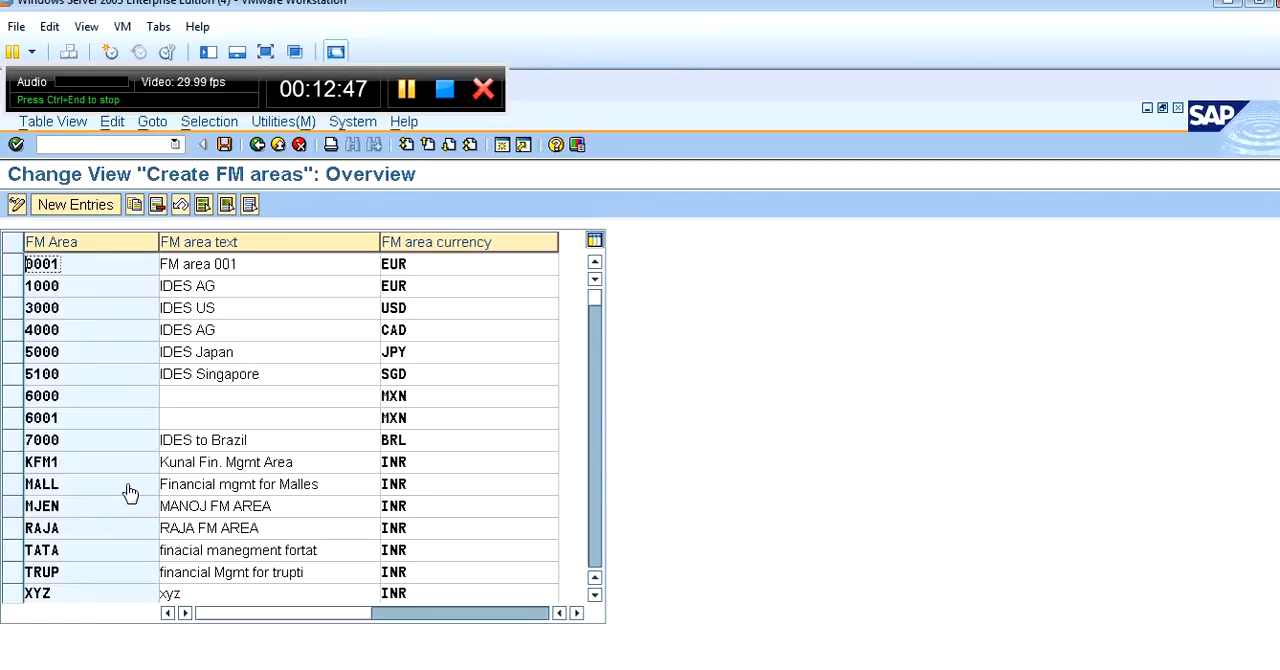 Windows Server 2003 Enterprise Edition (4) - VMware Workstation
File Edit View VM Tabs Help
Audio Video: 29.99 fps 00:12:47
Press Ctrl+End to stop
Table View Edit Goto Selection Utilities(M) System Help
SAP
Change View "Create FM areas": Overview
New Entries
FM Area FM area text FM area currency
0001 FM area 001 EUR
1000 IDES AG EUR
3000 IDES US USD
4000 IDES AG CAD
5000 IDES Japan JPY
5100 IDES Singapore SGD
6000 MXN
6001 MXN
7000 IDES to Brazil BRL
KFM1 Kunal Fin. Mgmt Area INR
MALL Financial mgmt for Malles INR
MJEN MANOJ FM AREA INR
RAJA RAJA FM AREA INR
TATA finacial manegment fortat INR
TRUP financial Mgmt for trupti INR
XYZ xyz INR